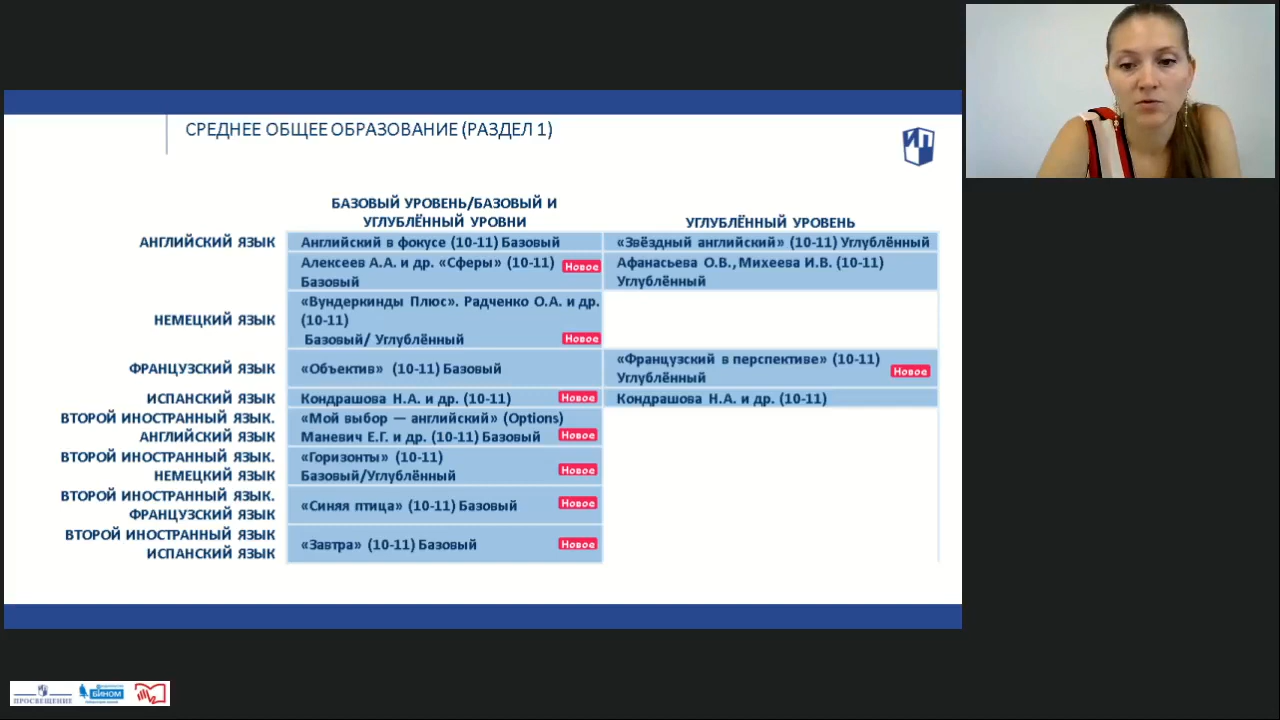 СРЕДНЕЕ ОБЩЕЕ ОБРАЗОВАНИЕ (РАЗДЕЛ 1)
ИП
БАЗОВЫЙ УРОВЕНЬ/БАЗОВЫЙ И
УГЛУБЛЁННЫЙ УРОВНИ
УГЛУБЛЁННЫЙ УРОВЕНЬ
АНГЛИЙСКИЙ ЯЗЫК
Английский в фокусе (10-11) Базовый
«Звёздный английский» (10-11) Углублённый
Алексеев А.А. и др. «Сферы» (10-11)
Базовый
Новое
Афанасьева О.В., Михеева И.В. (10-11)
Углублённый
НЕМЕЦКИЙ ЯЗЫК
«Вундеркинды Плюс». Радченко О.А. и др.
(10-11)
Базовый/ Углублённый
Новое
ФРАНЦУЗСКИЙ ЯЗЫК
«Объектив» (10-11) Базовый
«Французский в перспективе» (10-11)
Углублённый
Новое
ИСПАНСКИЙ ЯЗЫК
Кондрашова Н.А. и др. (10-11)
Новое
Кондрашова Н.А. и др. (10-11)
ВТОРОЙ ИНОСТРАННЫЙ ЯЗЫК.
АНГЛИЙСКИЙ ЯЗЫК
«Мой выбор — английский» (Options)
Маневич Е.Г. и др. (10-11) Базовый
Новое
ВТОРОЙ ИНОСТРАННЫЙ ЯЗЫК.
НЕМЕЦКИЙ ЯЗЫК
«Горизонты» (10-11)
Базовый/Углублённый
Новое
ВТОРОЙ ИНОСТРАННЫЙ ЯЗЫК.
ФРАНЦУЗСКИЙ ЯЗЫК
«Синяя птица» (10-11) Базовый
Новое
ВТОРОЙ ИНОСТРАННЫЙ ЯЗЫК
ИСПАНСКИЙ ЯЗЫК
«Завтра» (10-11) Базовый
Новое
ПРОСВЕЩЕНИЕ
БИНОМ